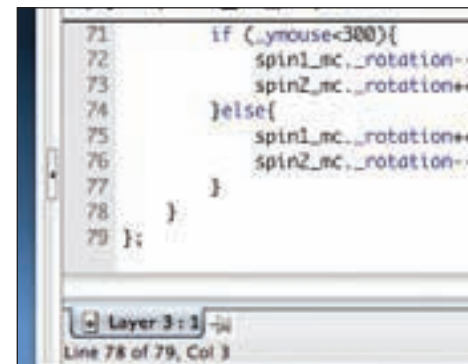 71 if (_ymouse<300){
72 spin1_mc._rotation--
73 spin2_mc._rotation++
74 }else{
75 spin1_mc._rotation++
76 spin2_mc._rotation--
77 }
78 }
79 };
Layer 3 : 1
Line 78 of 79, Col 3